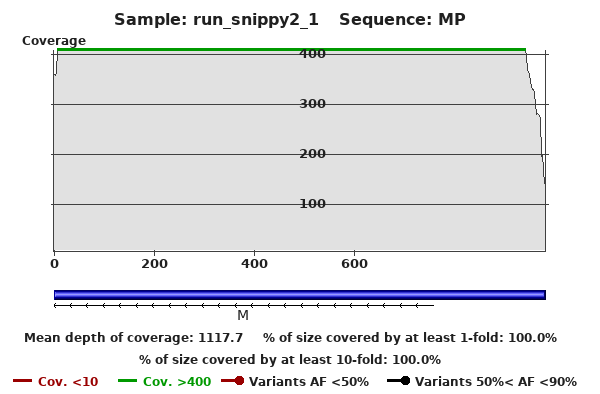 Sample: run_snippy2_1    Sequence: MP
Coverage
400
300
200
100
0 200 400 600
M
Mean depth of coverage: 1117.7    % of size covered by at least 1-fold: 100.0%
% of size covered by at least 10-fold: 100.0%
Cov. <10    Cov. >400    Variants AF <50%    Variants 50%< AF <90%